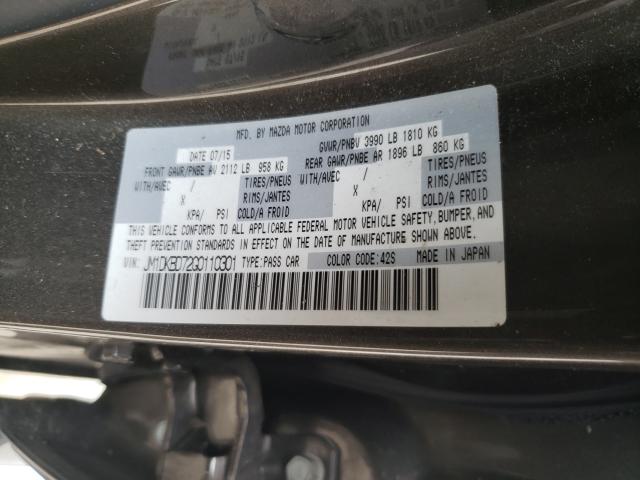 MFD. BY MAZDA MOTOR CORPORATION
DATE 07/15 GVWR/PNBV 3990 LB 1810 KG
FRONT GAWR/PNBE AV 2112 LB 958 KG REAR GAWR/PNBE AR 1896 LB 860 KG
WITH/AVEC / TIRES/PNEUS WITH/AVEC / TIRES/PNEUS
X RIMS/JANTES X RIMS/JANTES
KPA/ PSI COLD/A FROID KPA/ PSI COLD/A FROID
THIS VEHICLE CONFORMS TO ALL APPLICABLE FEDERAL MOTOR VEHICLE SAFETY, BUMPER, AND
THEFT PREVENTION STANDARDS IN EFFECT ON THE DATE OF MANUFACTURE SHOWN ABOVE.
VIN: JM1DKBD72G0110301 TYPE:PASS CAR COLOR CODE:42S MADE IN JAPAN